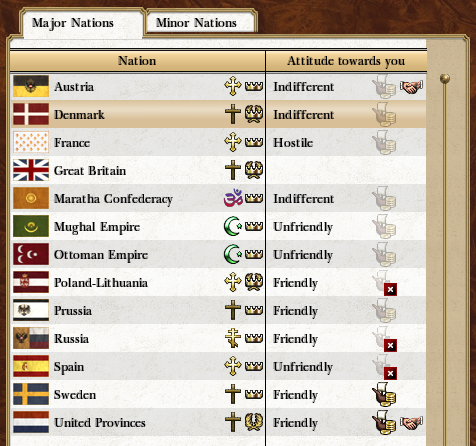 Major Nations Minor Nations
Nation Attitude towards you
Austria Indifferent
Denmark Indifferent
France Hostile
Great Britain
Maratha Confederacy Indifferent
Mughal Empire Unfriendly
Ottoman Empire Unfriendly
Poland-Lithuania Friendly
Prussia Friendly
Russia Friendly
Spain Unfriendly
Sweden Friendly
United Provinces Friendly